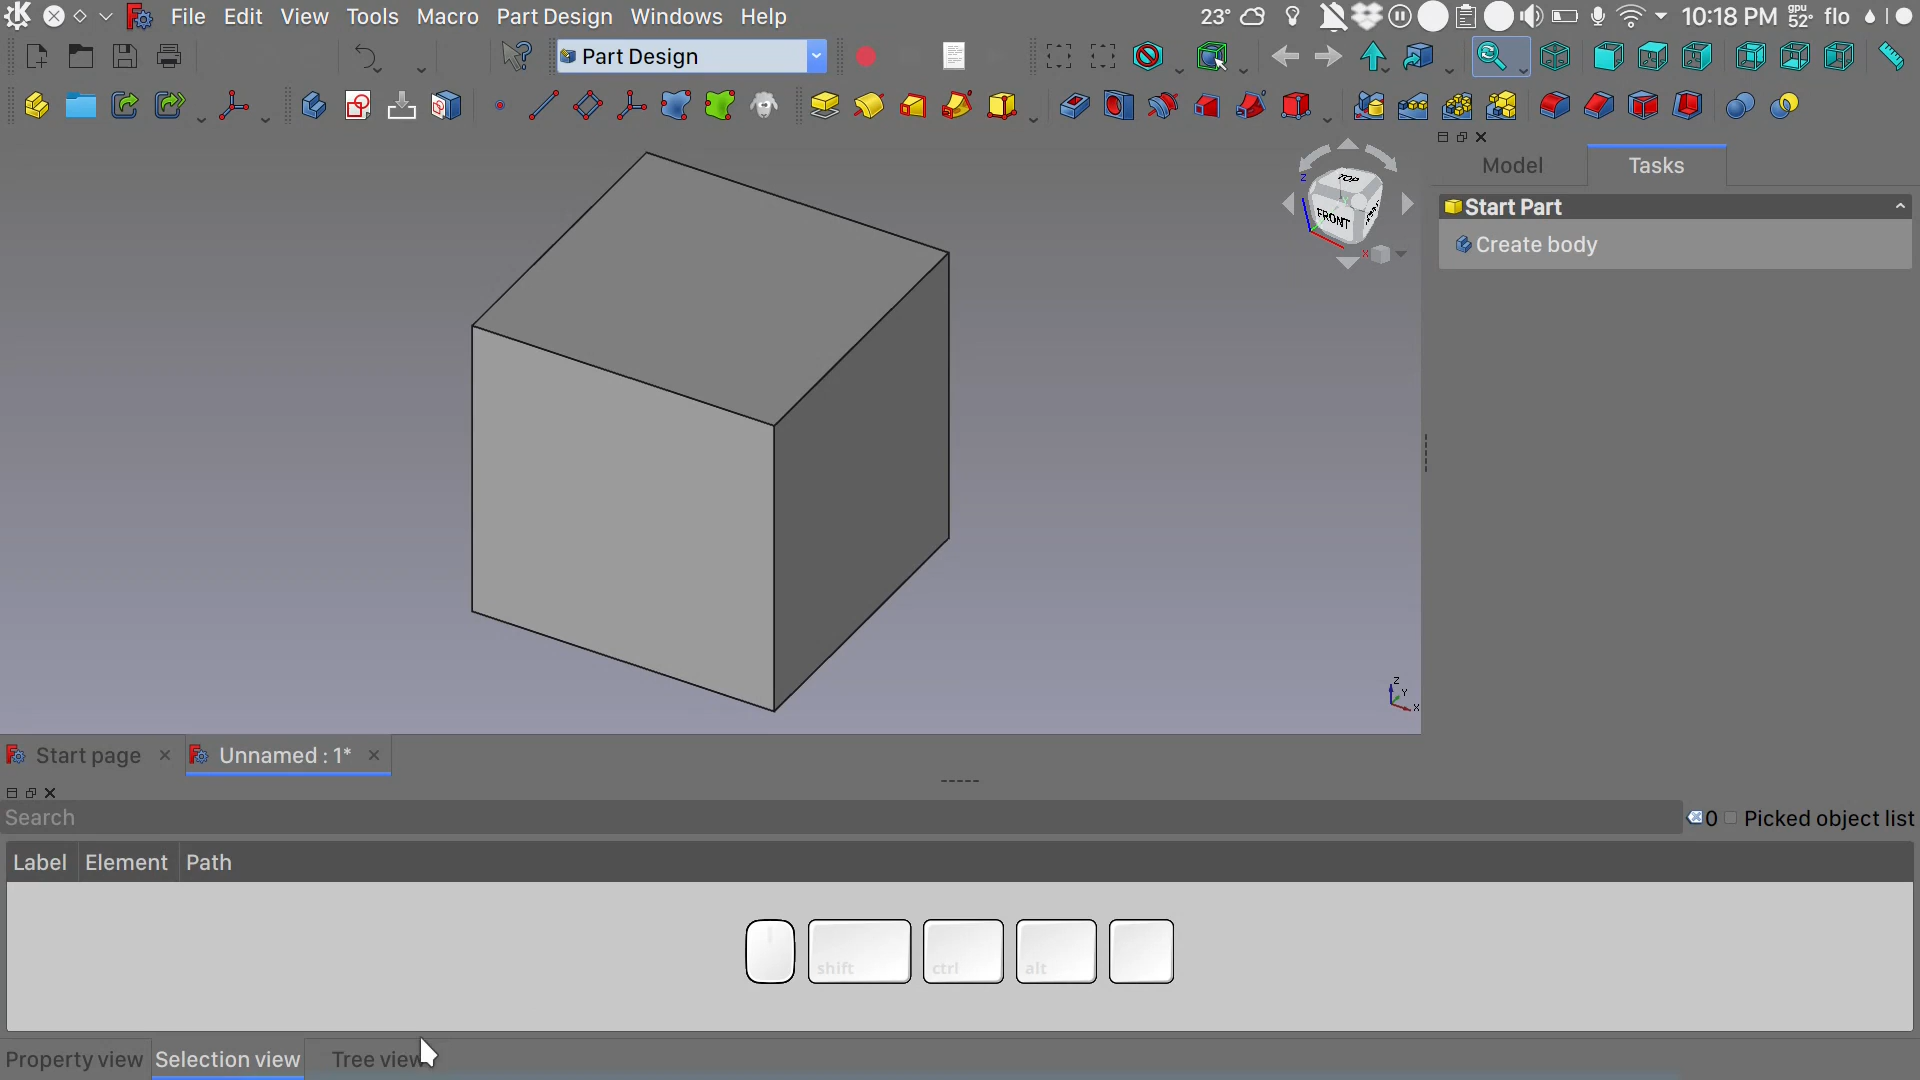 File Edit View Tools Macro Part Design Windows Help 23° 10:18 PM gpu 52° flo
Part Design
Model Tasks
Start Part
Create body
TOP
FRONT
Z
X
Z
Y
X
Start page Unnamed : 1*
Search 0 Picked object list
Label Element Path
shift ctrl alt
Property view Selection view Tree view